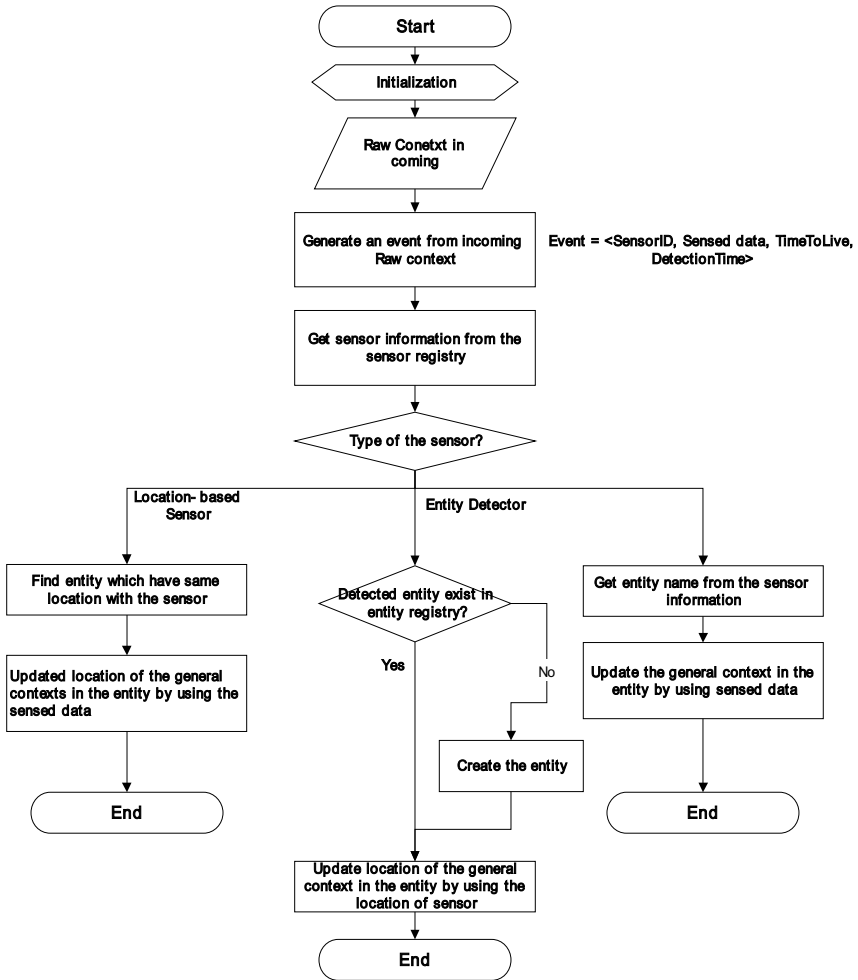 Start
Initialization
Raw Conetxt in
coming
Generate an event from incoming
Raw context
Event = <SensorID, Sensed data, TimeToLive,
DetectionTime>
Get sensor information from the
sensor registry
Type of the sensor?
Location- based
Sensor
Entity Detector
Find entity which have same
location with the sensor
Detected entity exist in
entity registry?
Get entity name from the sensor
information
Updated location of the general
contexts in the entity by using the
sensed data
Yes
No
Update the general context in the
entity by using sensed data
Create the entity
End
End
Update location of the general
context in the entity by using the
location of sensor
End